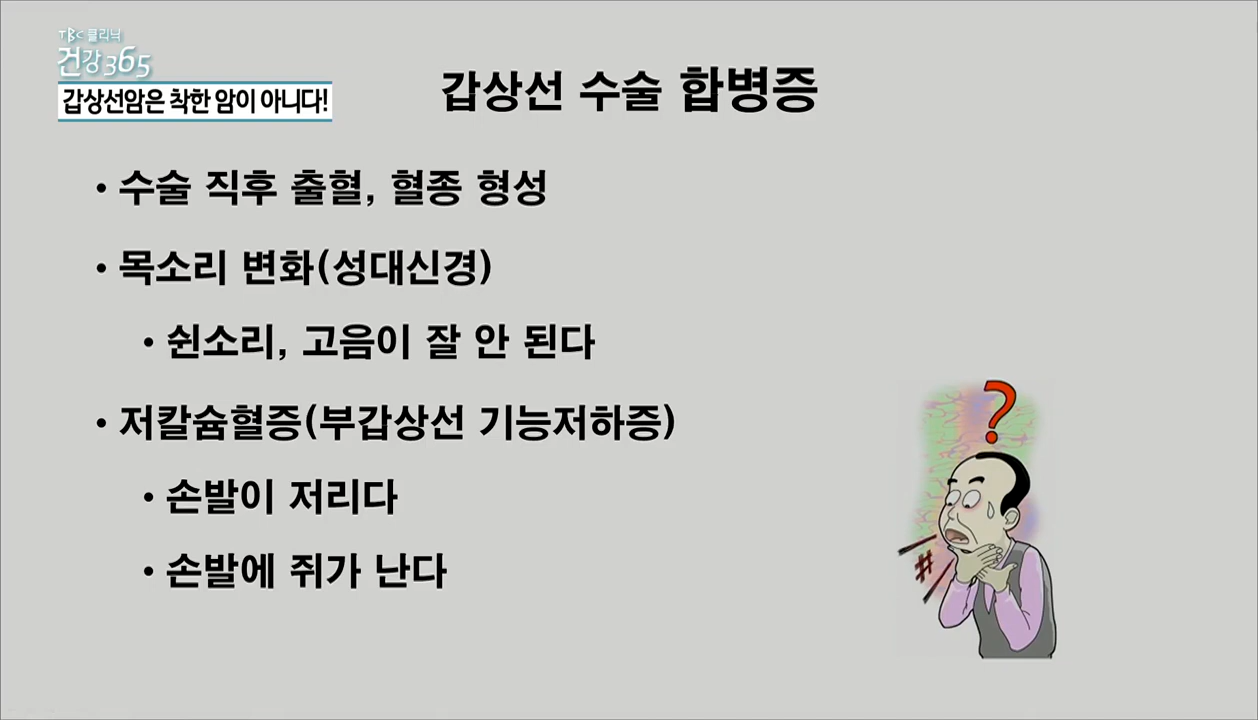 TBC 클리닉
건강365
갑상선암은 착한 암이 아니다!
갑상선 수술 합병증
• 수술 직후 출혈, 혈종 형성
• 목소리 변화(성대신경)
• 쉰소리, 고음이 잘 안 된다
• 저칼슘혈증(부갑상선 기능저하증)
• 손발이 저리다
• 손발에 쥐가 난다
?
#